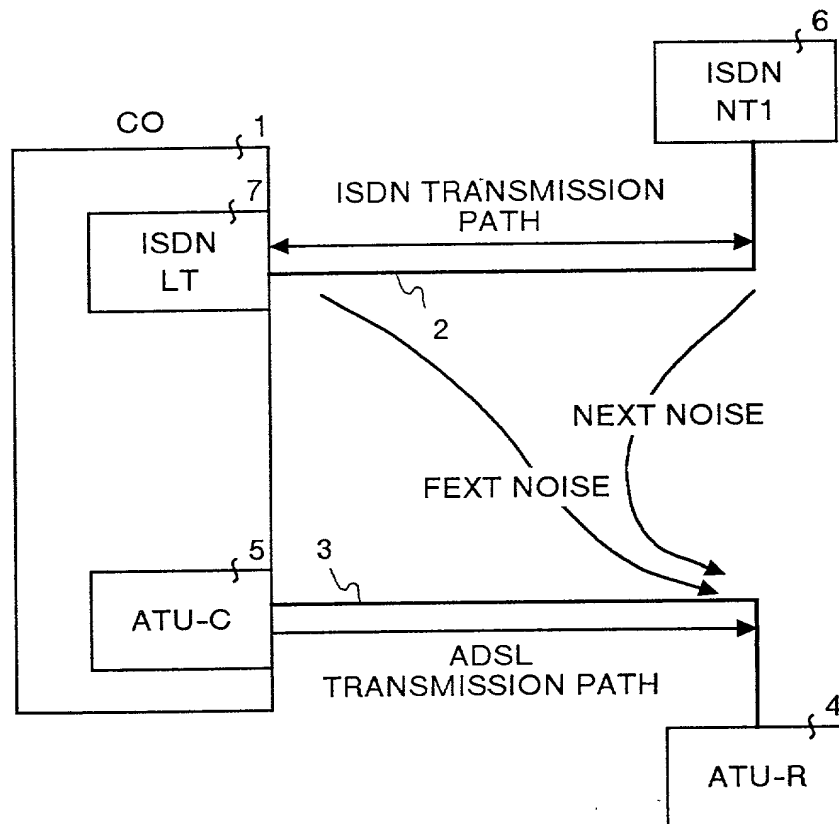 6
ISDN
NT1
CO
1
7
ISDN
LT
ISDN TRANSMISSION
PATH
2
NEXT NOISE
FEXT NOISE
5
3
ATU-C
ADSL
TRANSMISSION PATH
4
ATU-R